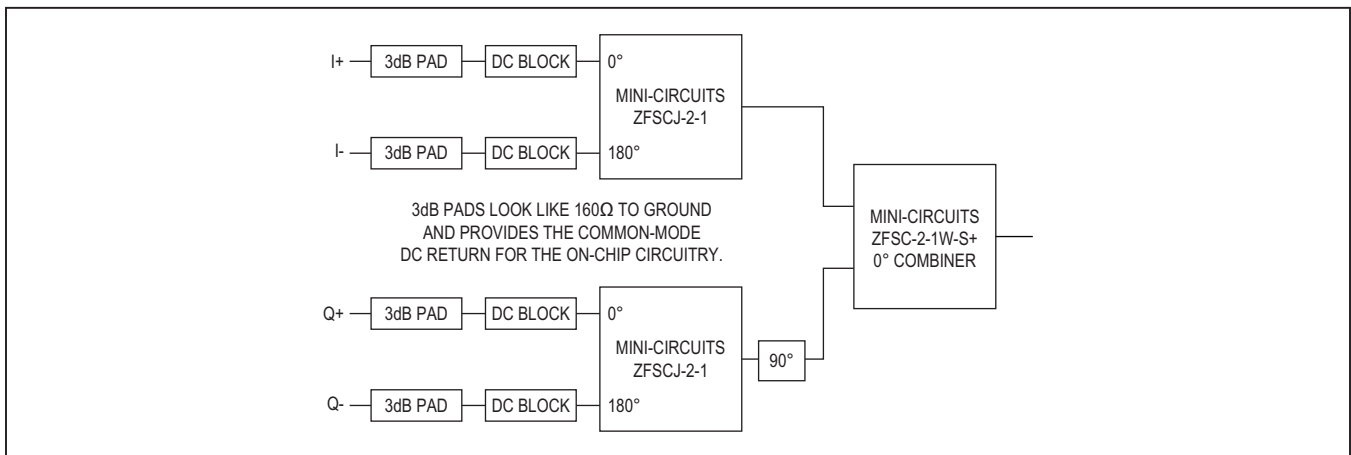 I+
3dB PAD
DC BLOCK
0°
MINI-CIRCUITS
ZFSCJ-2-1
I-
3dB PAD
DC BLOCK
180°
3dB PADS LOOK LIKE 160Ω TO GROUND
AND PROVIDES THE COMMON-MODE
DC RETURN FOR THE ON-CHIP CIRCUITRY.
MINI-CIRCUITS
ZFSC-2-1W-S+
0° COMBINER
Q+
3dB PAD
DC BLOCK
0°
MINI-CIRCUITS
ZFSCJ-2-1
90°
Q-
3dB PAD
DC BLOCK
180°